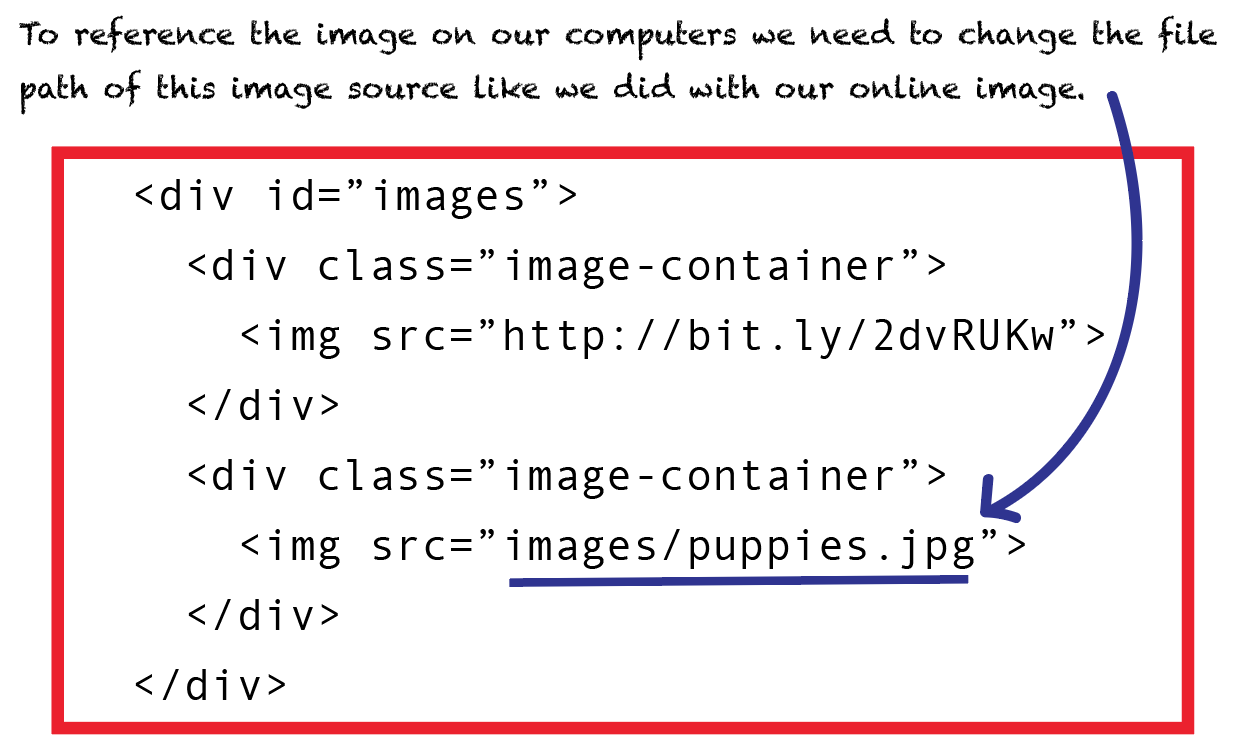 To reference the image on our computers we need to change the file
path of this image source like we did with our online image.
<div id=”images”>
<div class=”image-container”>
<img src=”http://bit.ly/2dvRUKw”>
</div>
<div class=”image-container”>
<img src=”images/puppies.jpg”>
</div>
</div>